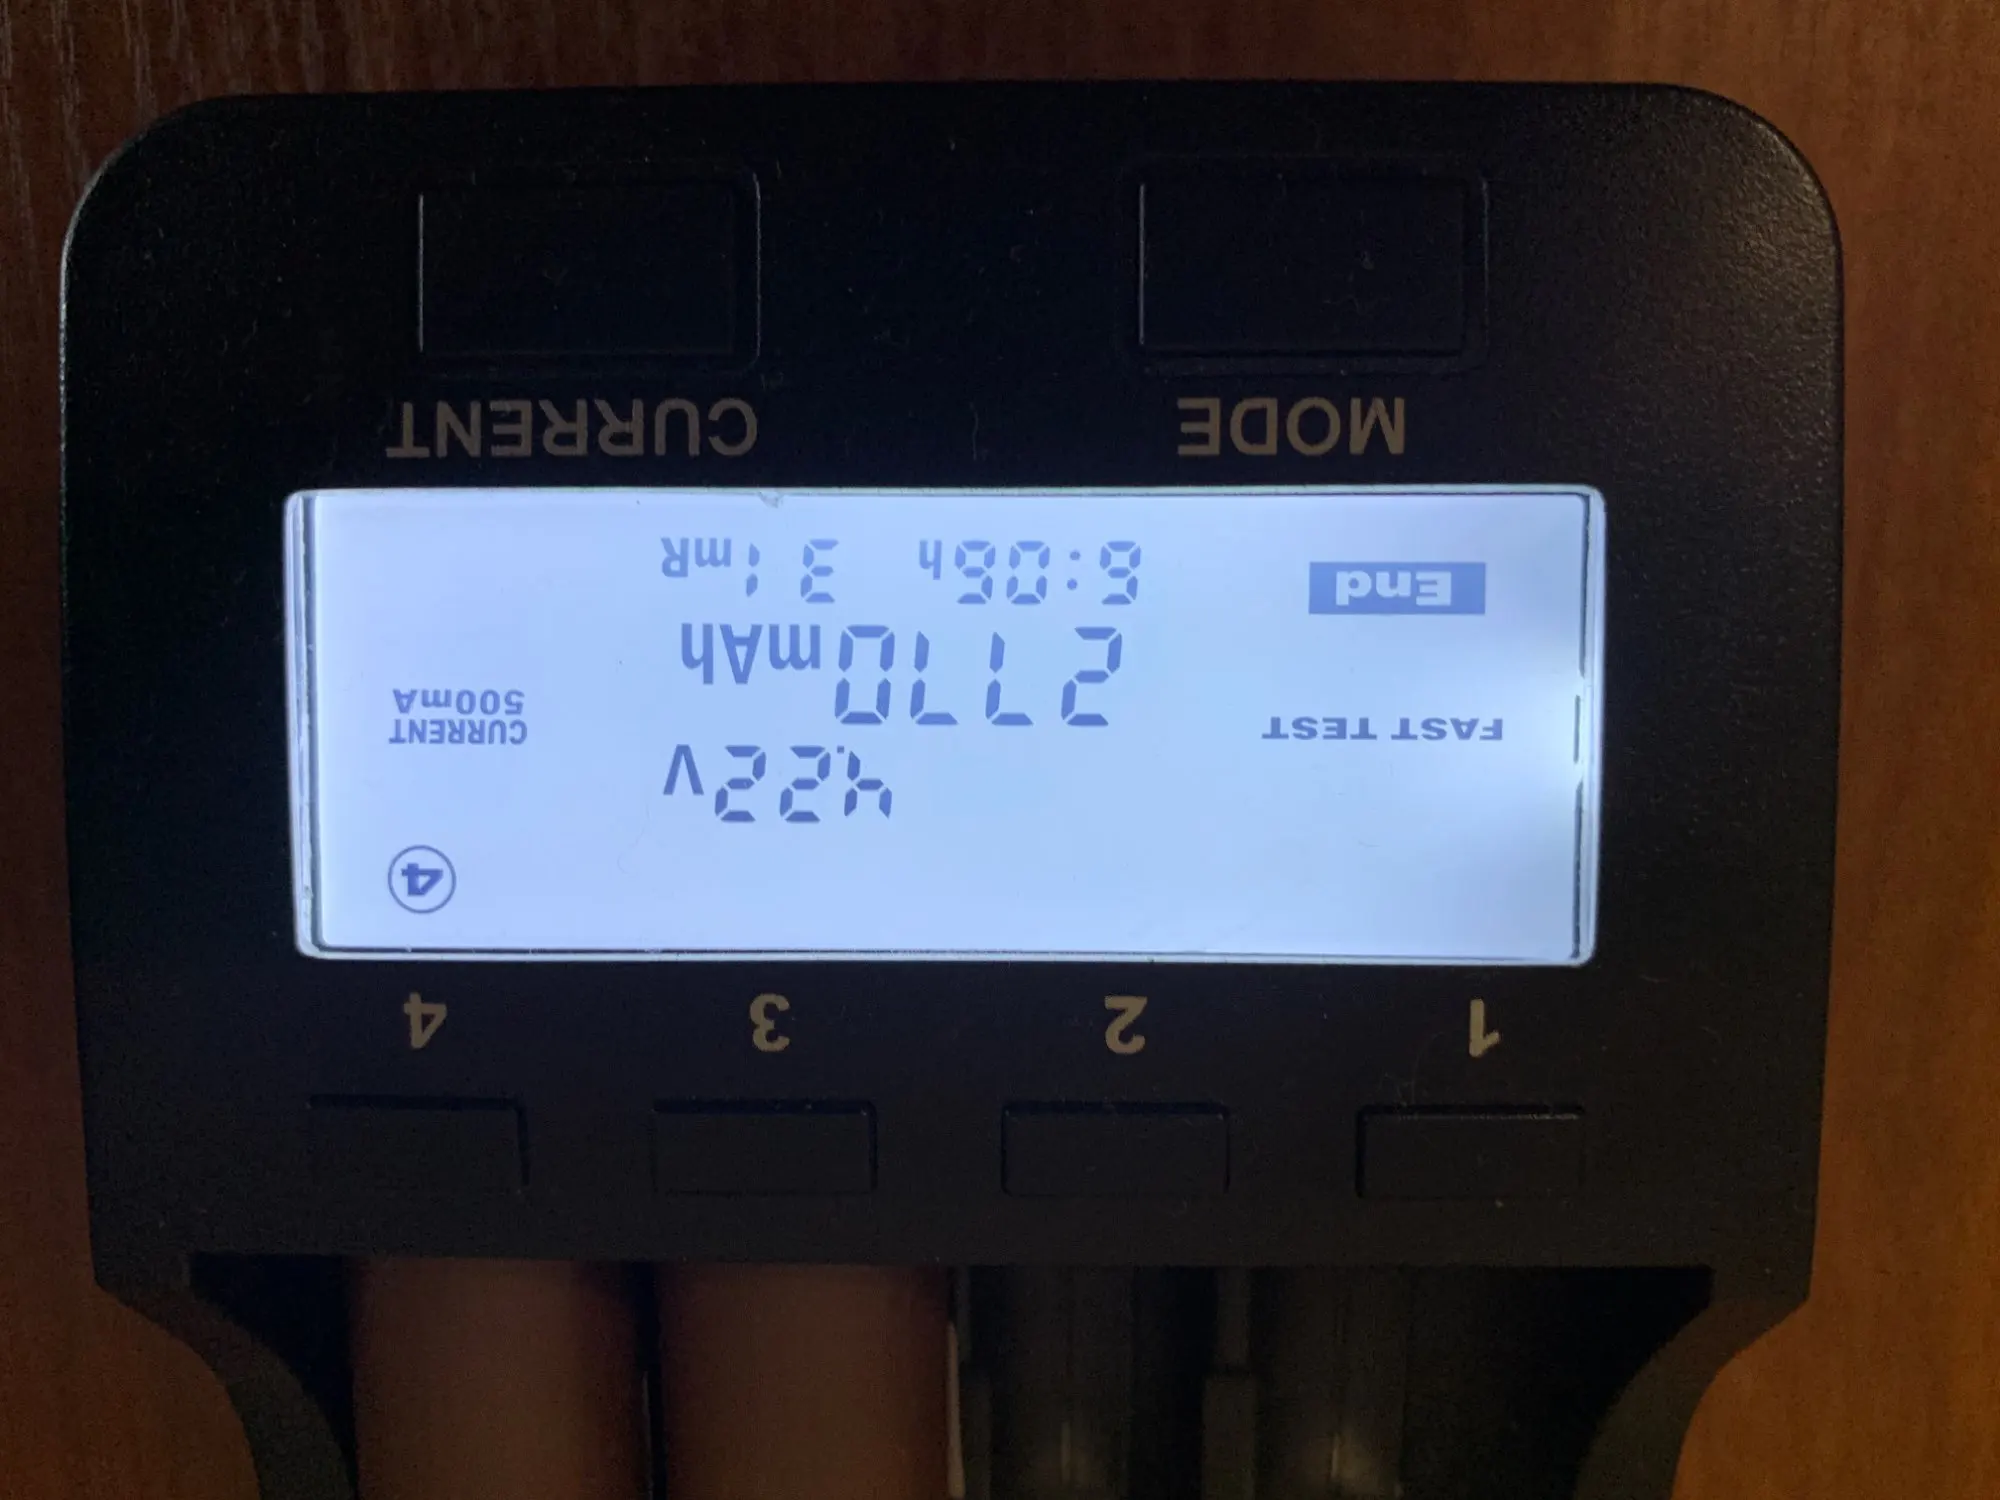 1 2 3 4
4
4.22V
FAST TEST
2770mAh
CURRENT
500mA
End
6:06h 31mR
MODE CURRENT